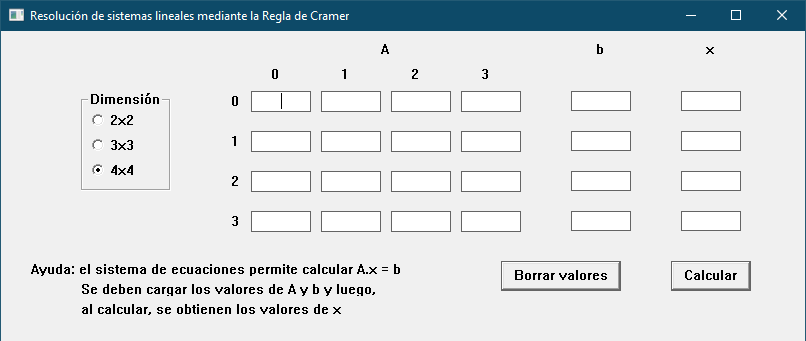 Resolución de sistemas lineales mediante la Regla de Cramer
A b x
0 1 2 3
Dimensión
2x2
3x3
4x4
0
1
2
3
Ayuda: el sistema de ecuaciones permite calcular A.x = b
Se deben cargar los valores de A y b y luego,
al calcular, se obtienen los valores de x
Borrar valores
Calcular